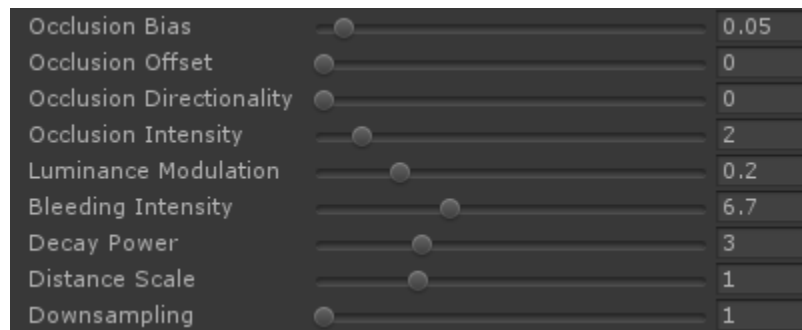 Occlusion Bias 0.05
Occlusion Offset 0
Occlusion Directionality 0
Occlusion Intensity 2
Luminance Modulation 0.2
Bleeding Intensity 6.7
Decay Power 3
Distance Scale 1
Downsampling 1